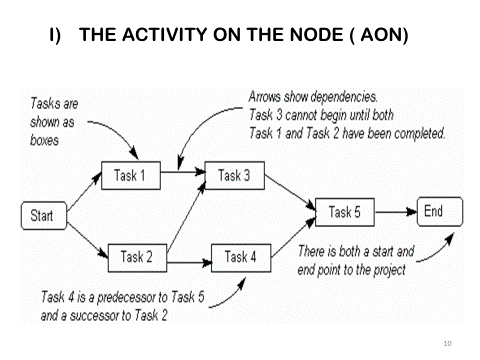 I) THE ACTIVITY ON THE NODE ( AON)
Tasks are
shown as
boxes
Arrows show dependencies.
Task 3 cannot begin until both
Task 1 and Task 2 have been completed.
Task 1
Task 3
Start
Task 5
End
Task 2
Task 4
There is both a start and
end point to the project
Task 4 is a predecessor to Task 5
and a successor to Task 2
10